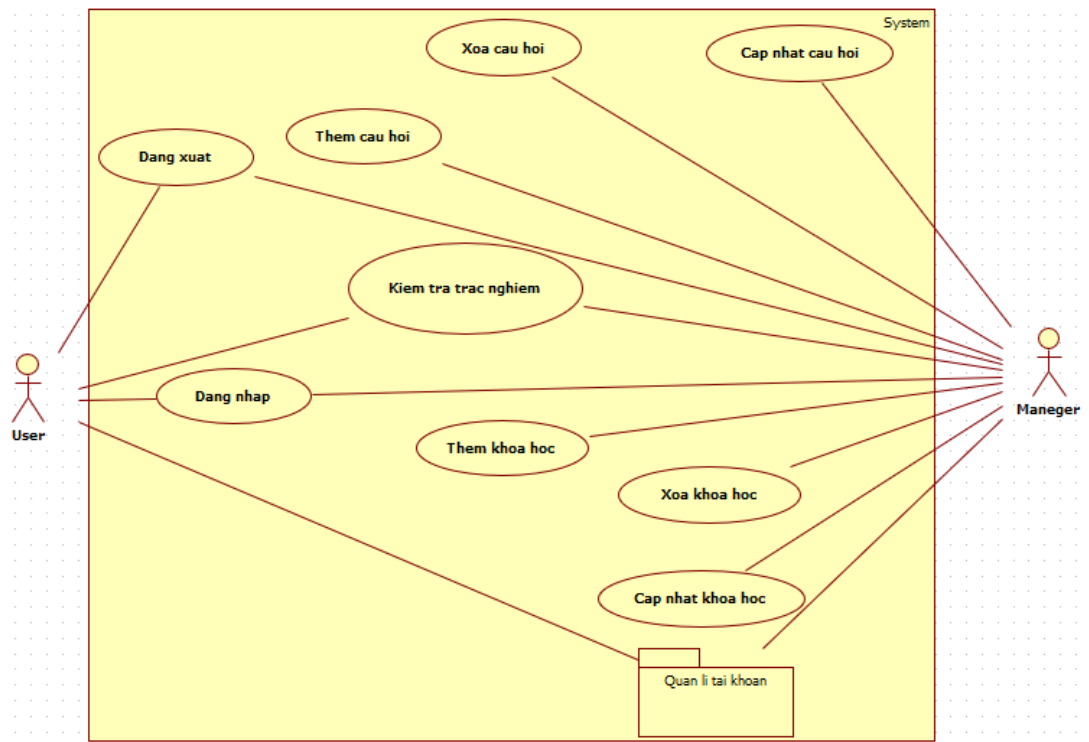 System
Xoa cau hoi
Cap nhat cau hoi
Them cau hoi
Dang xuat
Kiem tra trac nghiem
Dang nhap
Maneger
User
Them khoa hoc
Xoa khoa hoc
Cap nhat khoa hoc
Quan li tai khoan